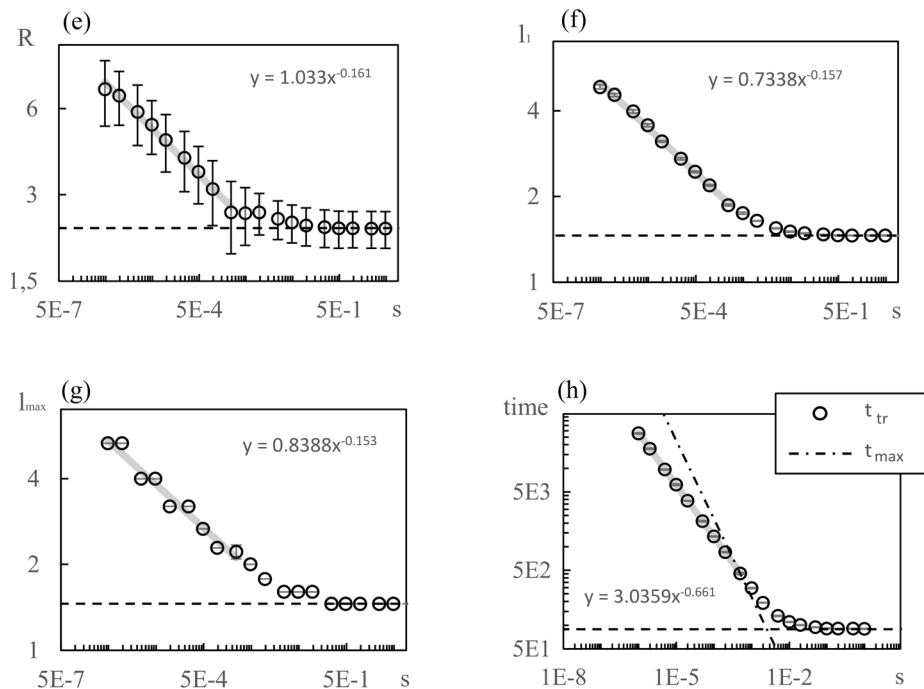 (e)
R
6
3
1,5
y = 1.033x-0.161
5E-7
5E-4
5E-1
s
(f)
l1
4
2
1
y = 0.7338x-0.157
5E-7
5E-4
5E-1
s
(g)
lmax
4
2
1
y = 0.8388x-0.153
5E-7
5E-4
5E-1
s
(h)
time
5E3
5E2
5E1
t tr
t max
y = 3.0359x-0.661
1E-8
1E-5
1E-2
s